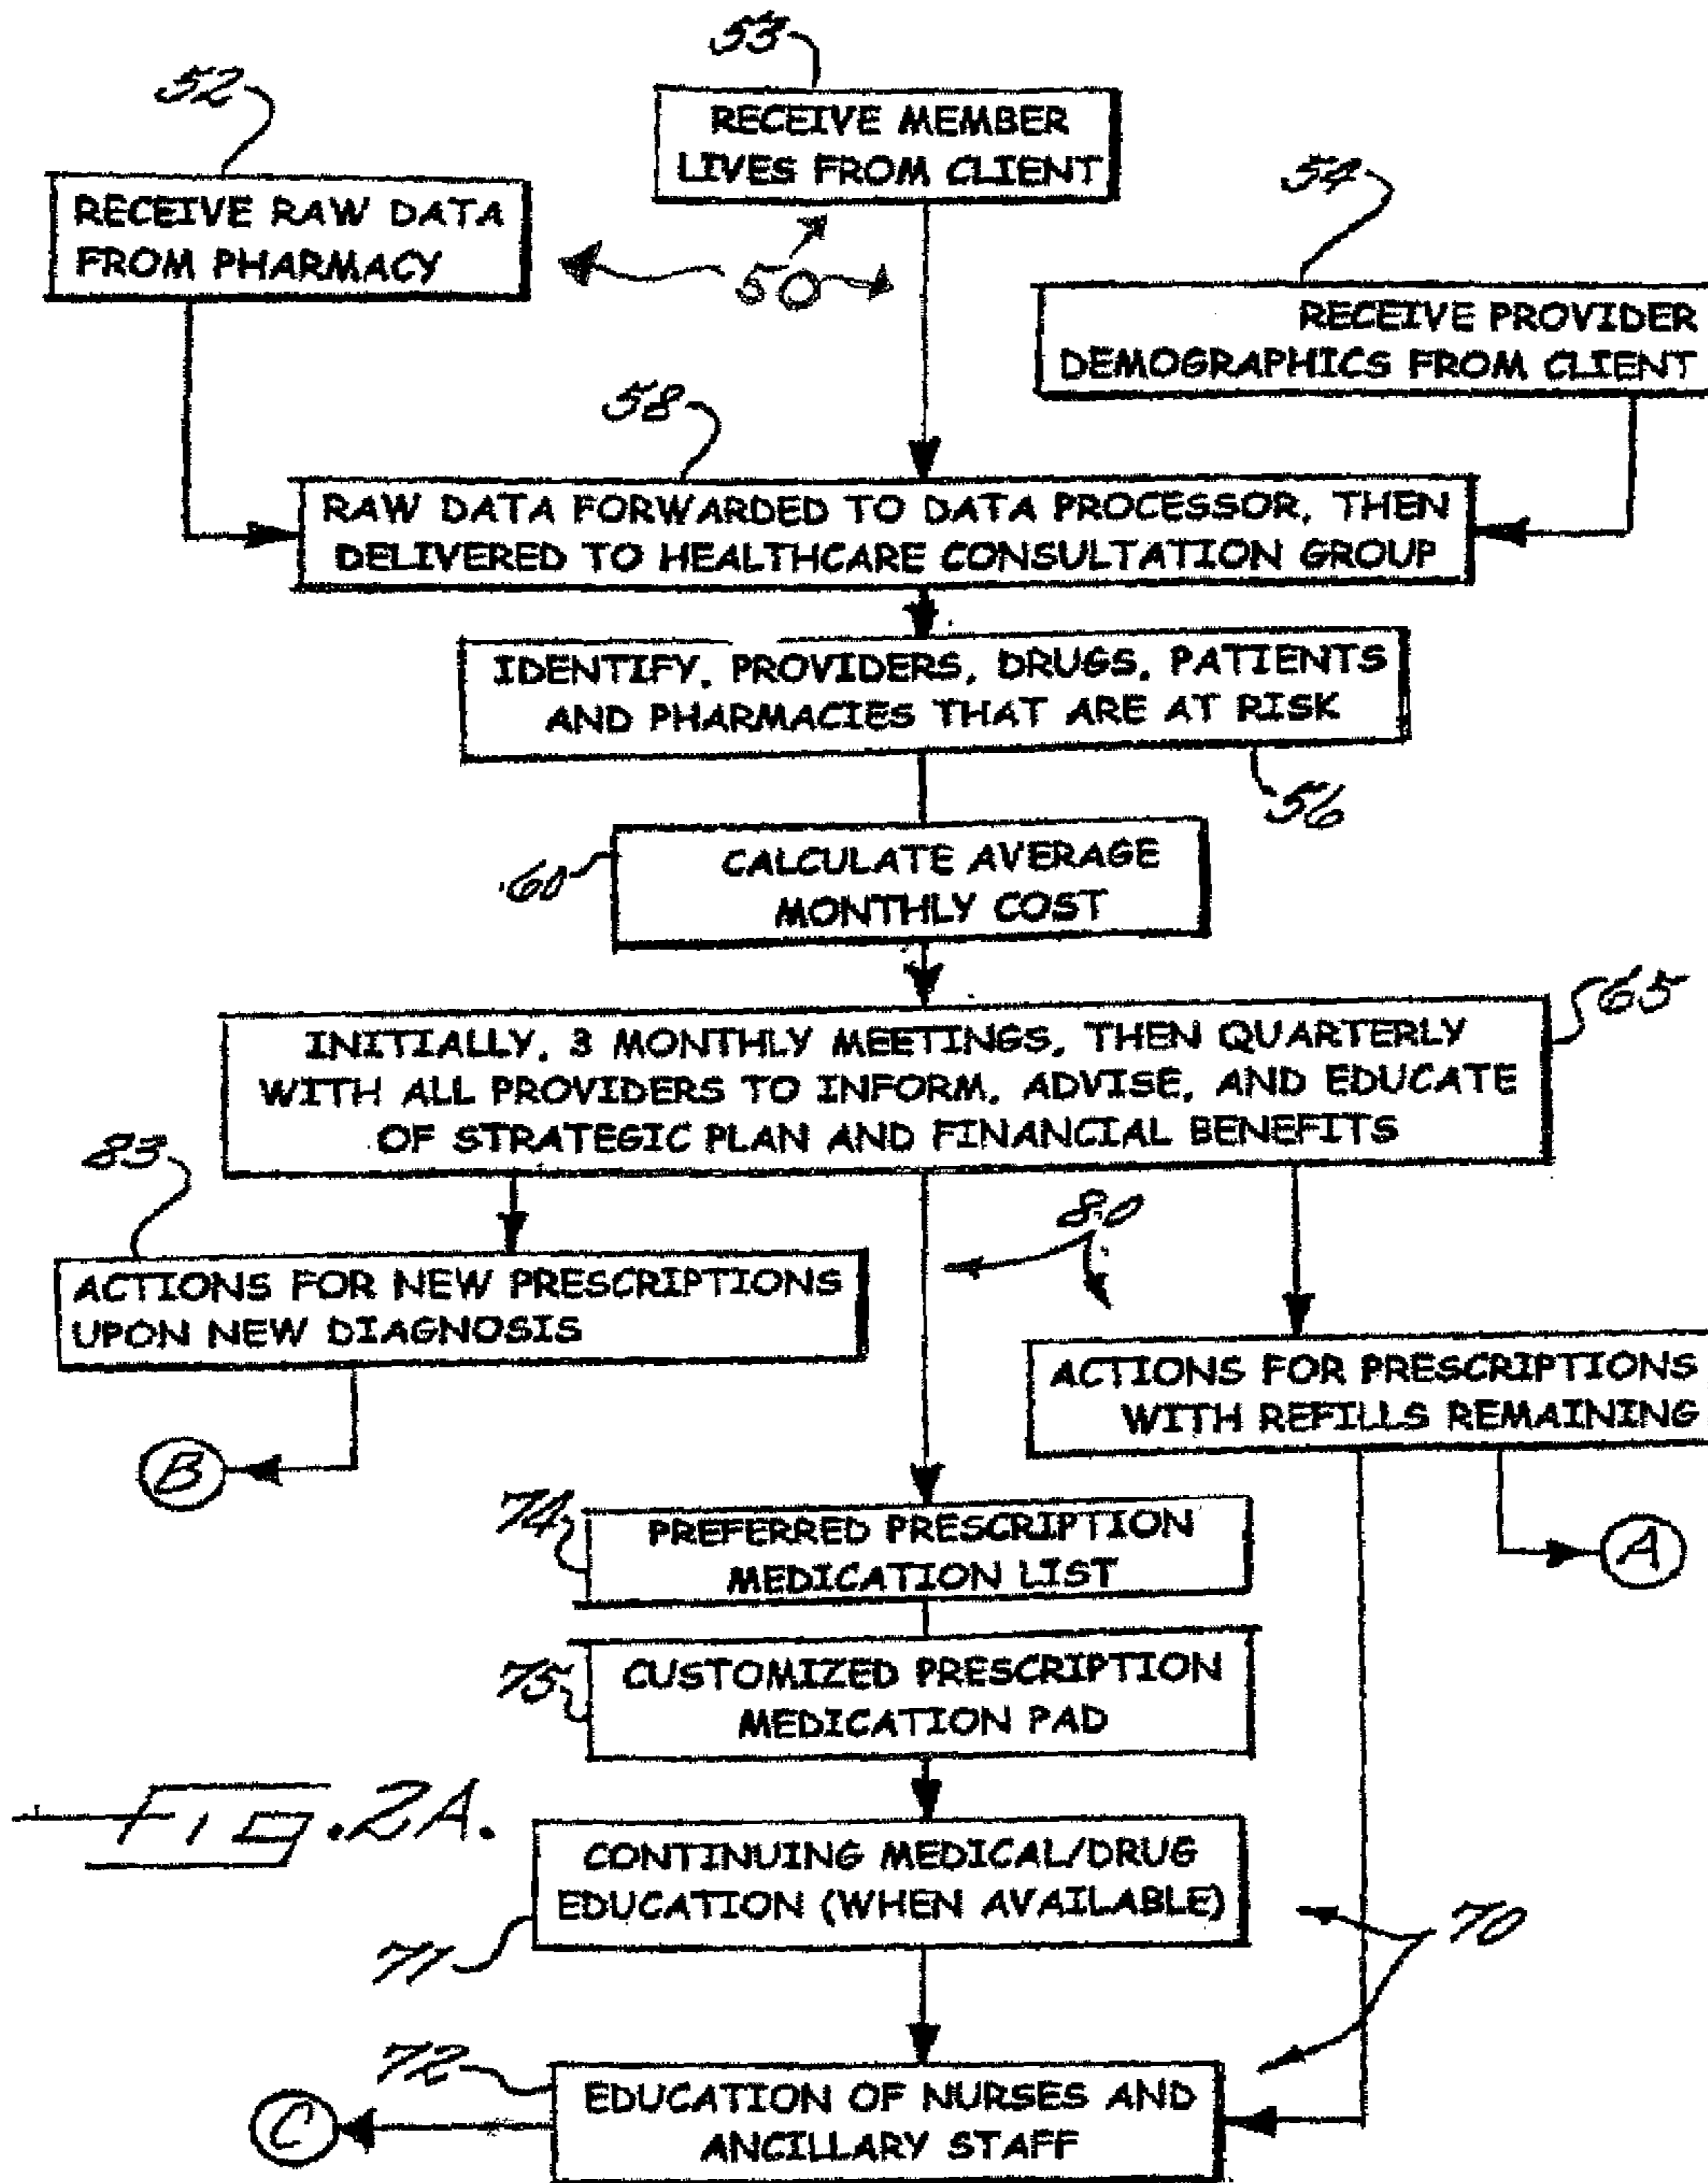 53
52
RECEIVE MEMBER
LIVES FROM CLIENT
54
RECEIVE RAW DATA
FROM PHARMACY
50
RECEIVE PROVIDER
DEMOGRAPHICS FROM CLIENT
58
RAW DATA FORWARDED TO DATA PROCESSOR, THEN
DELIVERED TO HEALTHCARE CONSULTATION GROUP
IDENTIFY, PROVIDERS, DRUGS, PATIENTS
AND PHARMACIES THAT ARE AT RISK
56
60
CALCULATE AVERAGE
MONTHLY COST
65
INITIALLY, 3 MONTHLY MEETINGS, THEN QUARTERLY
WITH ALL PROVIDERS TO INFORM, ADVISE, AND EDUCATE
OF STRATEGIC PLAN AND FINANCIAL BENEFITS
83
80
ACTIONS FOR NEW PRESCRIPTIONS
UPON NEW DIAGNOSIS
ACTIONS FOR PRESCRIPTIONS
WITH REFILLS REMAINING
B
A
74
PREFERRED PRESCRIPTION
MEDICATION LIST
75
CUSTOMIZED PRESCRIPTION
MEDICATION PAD
FIG. 2A.
CONTINUING MEDICAL/DRUG
EDUCATION (WHEN AVAILABLE)
71
70
72
EDUCATION OF NURSES AND
ANCILLARY STAFF
C